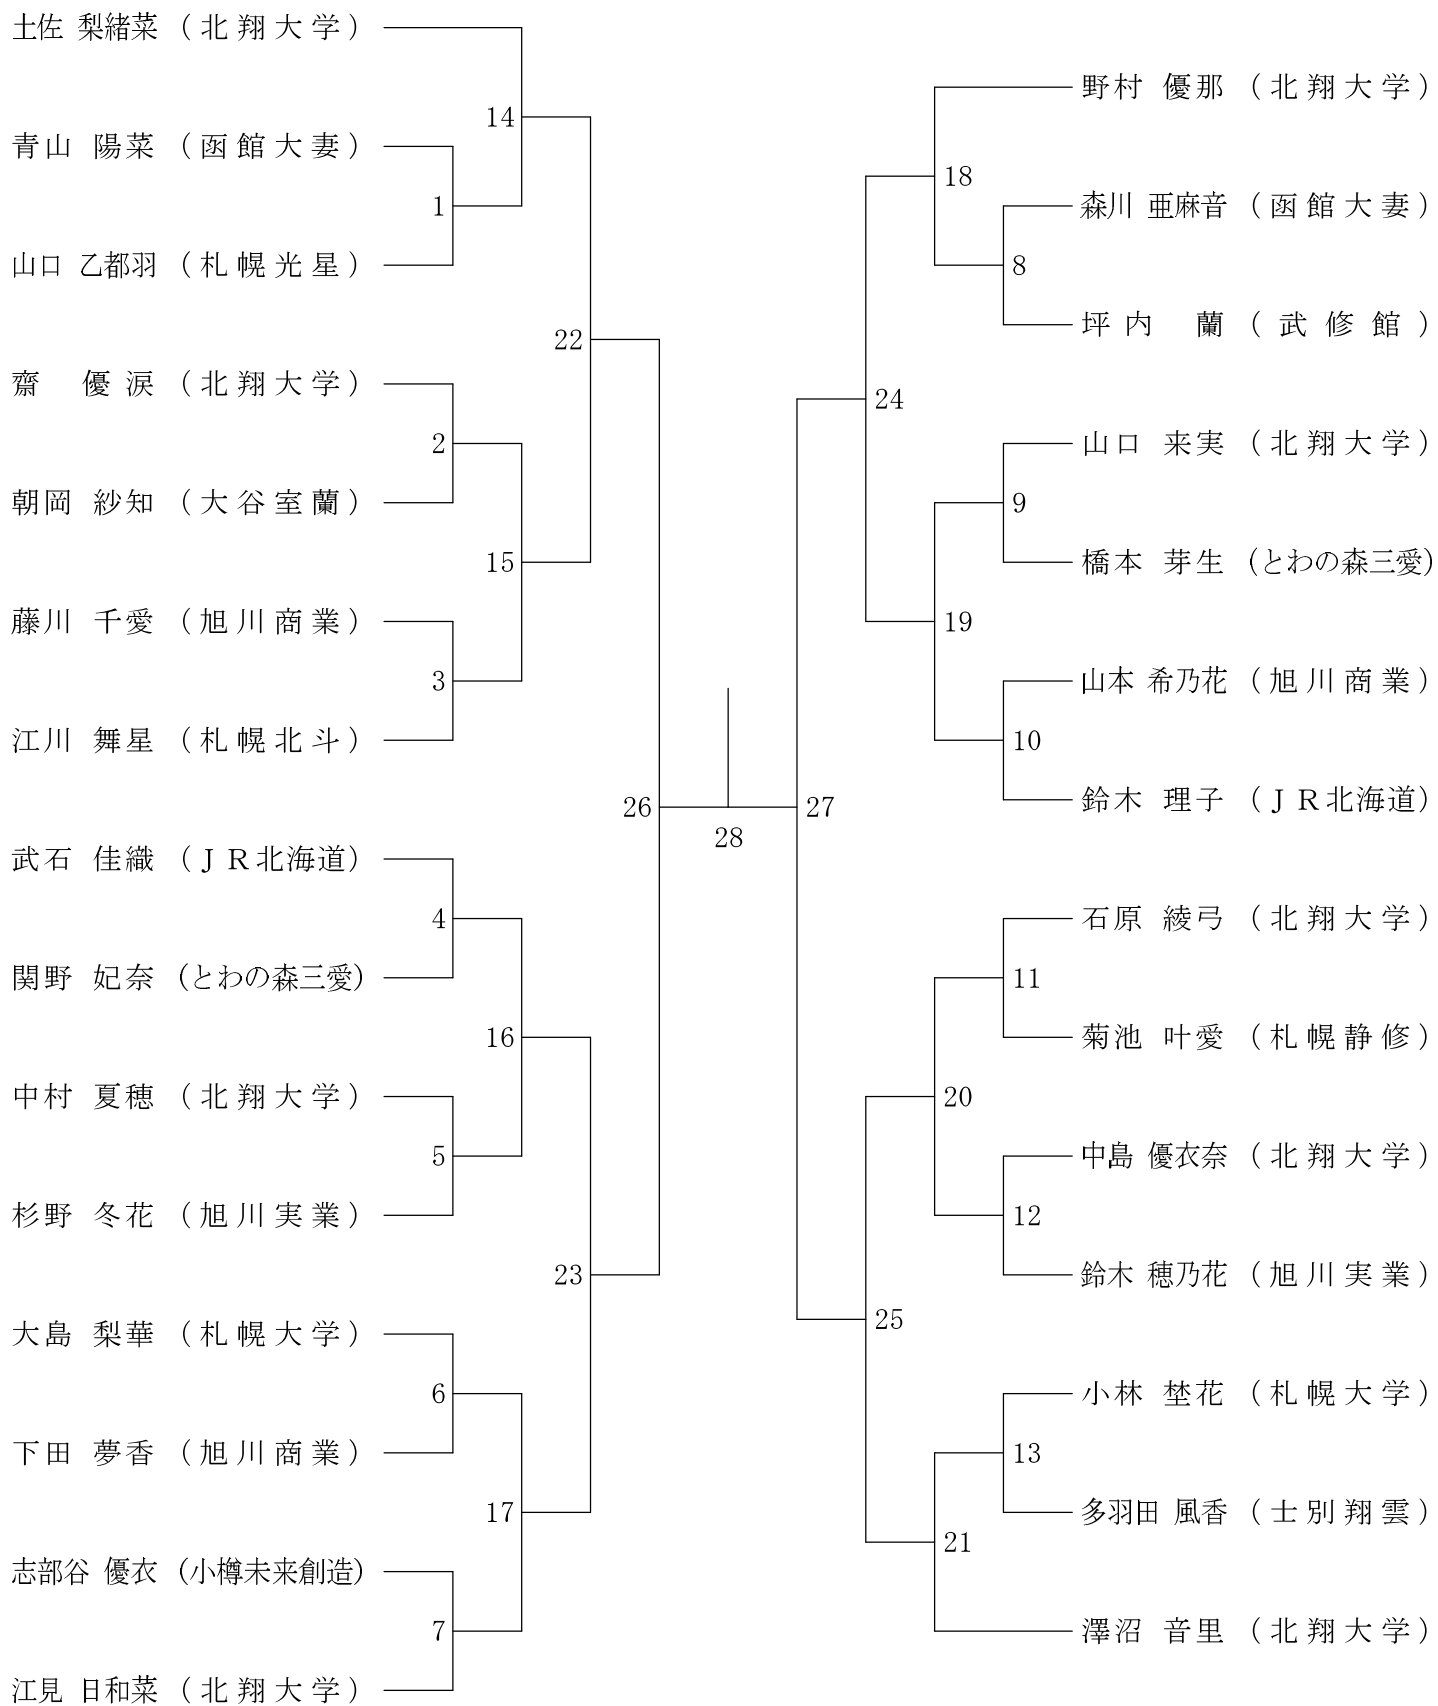 土佐 梨緒菜 （北翔大学）
14
青山 陽菜 （函館大妻）
1
山口 乙都羽 （札幌光星）
22
齋 優涙 （北翔大学）
2
朝岡 紗知 （大谷室蘭）
15
藤川 千愛 （旭川商業）
3
江川 舞星 （札幌北斗）
26
武石 佳織 （ＪＲ北海道）
4
関野 妃奈 （とわの森三愛）
16
中村 夏穂 （北翔大学）
5
杉野 冬花 （旭川実業）
23
大島 梨華 （札幌大学）
6
下田 夢香 （旭川商業）
17
志部谷 優衣 （小樽未来創造）
7
江見 日和菜 （北翔大学）
28
野村 優那 （北翔大学）
18
森川 亜麻音 （函館大妻）
8
坪内 蘭 （武修館）
24
山口 来実 （北翔大学）
9
橋本 芽生 （とわの森三愛）
19
山本 希乃花 （旭川商業）
10
鈴木 理子 （ＪＲ北海道）
27
石原 綾弓 （北翔大学）
11
菊池 叶愛 （札幌静修）
20
中島 優衣奈 （北翔大学）
12
鈴木 穂乃花 （旭川実業）
25
小林 埜花 （札幌大学）
13
多羽田 風香 （士別翔雲）
21
澤沼 音里 （北翔大学）